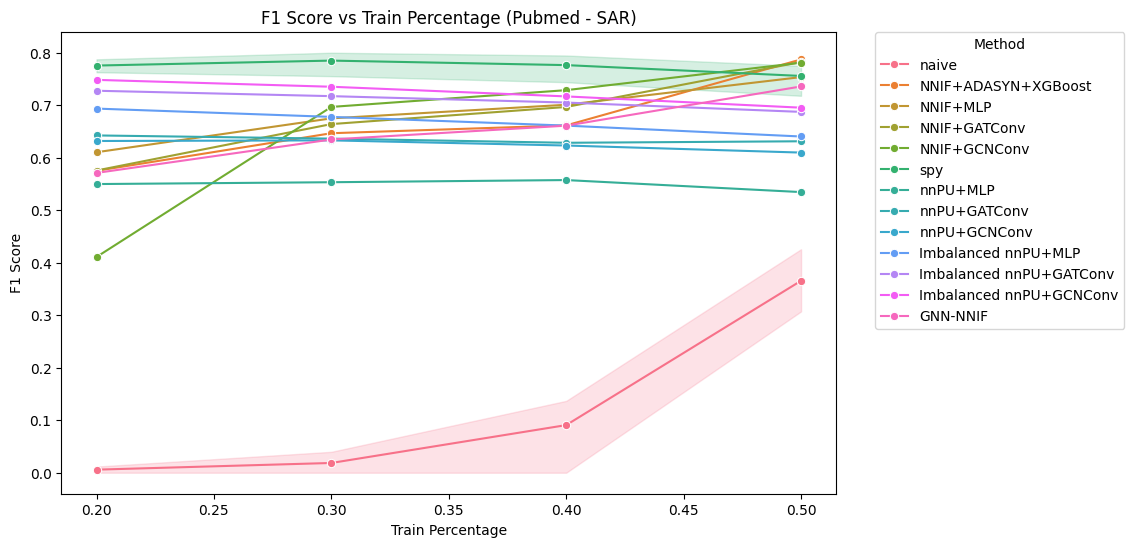 F1 Score vs Train Percentage (Pubmed - SAR)
F1 Score
0.8
0.7
0.6
0.5
0.4
0.3
0.2
0.1
0.0
0.20
0.25
0.30
0.35
0.40
0.45
0.50
Train Percentage
Method
naive
NNIF+ADASYN+XGBoost
NNIF+MLP
NNIF+GATConv
NNIF+GCNConv
spy
nnPU+MLP
nnPU+GATConv
nnPU+GCNConv
Imbalanced nnPU+MLP
Imbalanced nnPU+GATConv
Imbalanced nnPU+GCNConv
GNN-NNIF